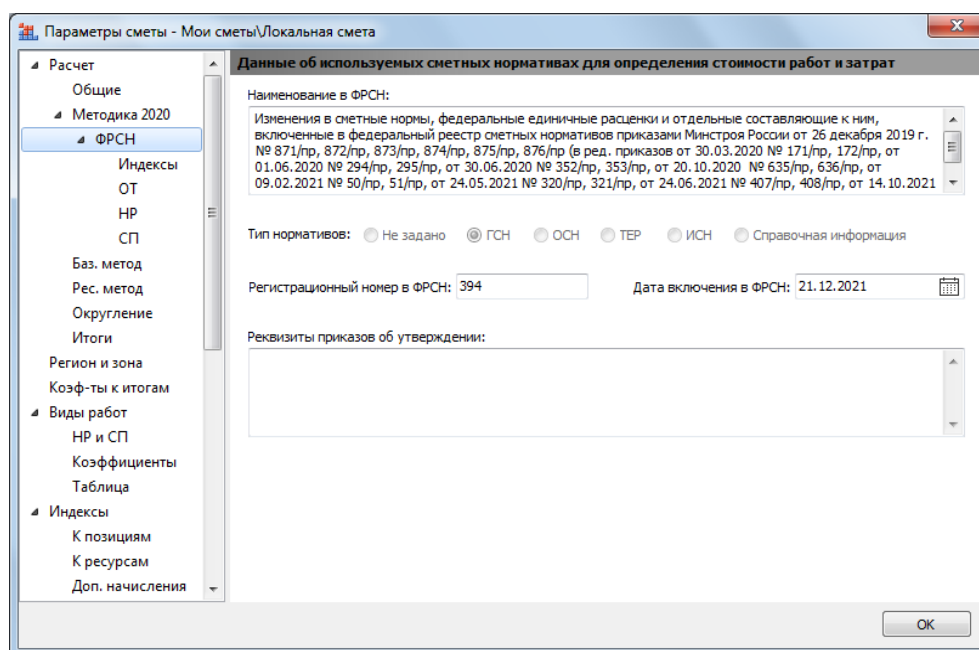 Параметры сметы - Мои сметы\Локальная смета
Расчет
Общие
Методика 2020
ФРСН
Индексы
ОТ
НР
СП
Баз. метод
Рес. метод
Округление
Итоги
Регион и зона
Коэф-ты к итогам
Виды работ
НР и СП
Коэффициенты
Таблица
Индексы
К позициям
К ресурсам
Доп. начисления
Данные об используемых сметных нормативах для определения стоимости работ и затрат
Наименование в ФРСН:
Изменения в сметные нормы, федеральные единичные расценки и отдельные составляющие к ним,
включенные в федеральный реестр сметных нормативов приказами Минстроя России от 26 декабря 2019 г.
№ 871/пр, 872/пр, 873/пр, 874/пр, 875/пр, 876/пр (в ред. приказов от 30.03.2020 № 171/пр, 172/пр, от
01.06.2020 № 294/пр, 295/пр, от 30.06.2020 № 352/пр, 353/пр, от 20.10.2020 № 635/пр, 636/пр, от
09.02.2021 № 50/пр, 51/пр, от 24.05.2021 № 320/пр, 321/пр, от 24.06.2021 № 407/пр, 408/пр, от 14.10.2021
Тип нормативов: Не задано ГСН ОСН ТЕР ИСН Справочная информация
Регистрационный номер в ФРСН: 394 Дата включения в ФРСН: 21.12.2021
Реквизиты приказов об утверждении:
ОК